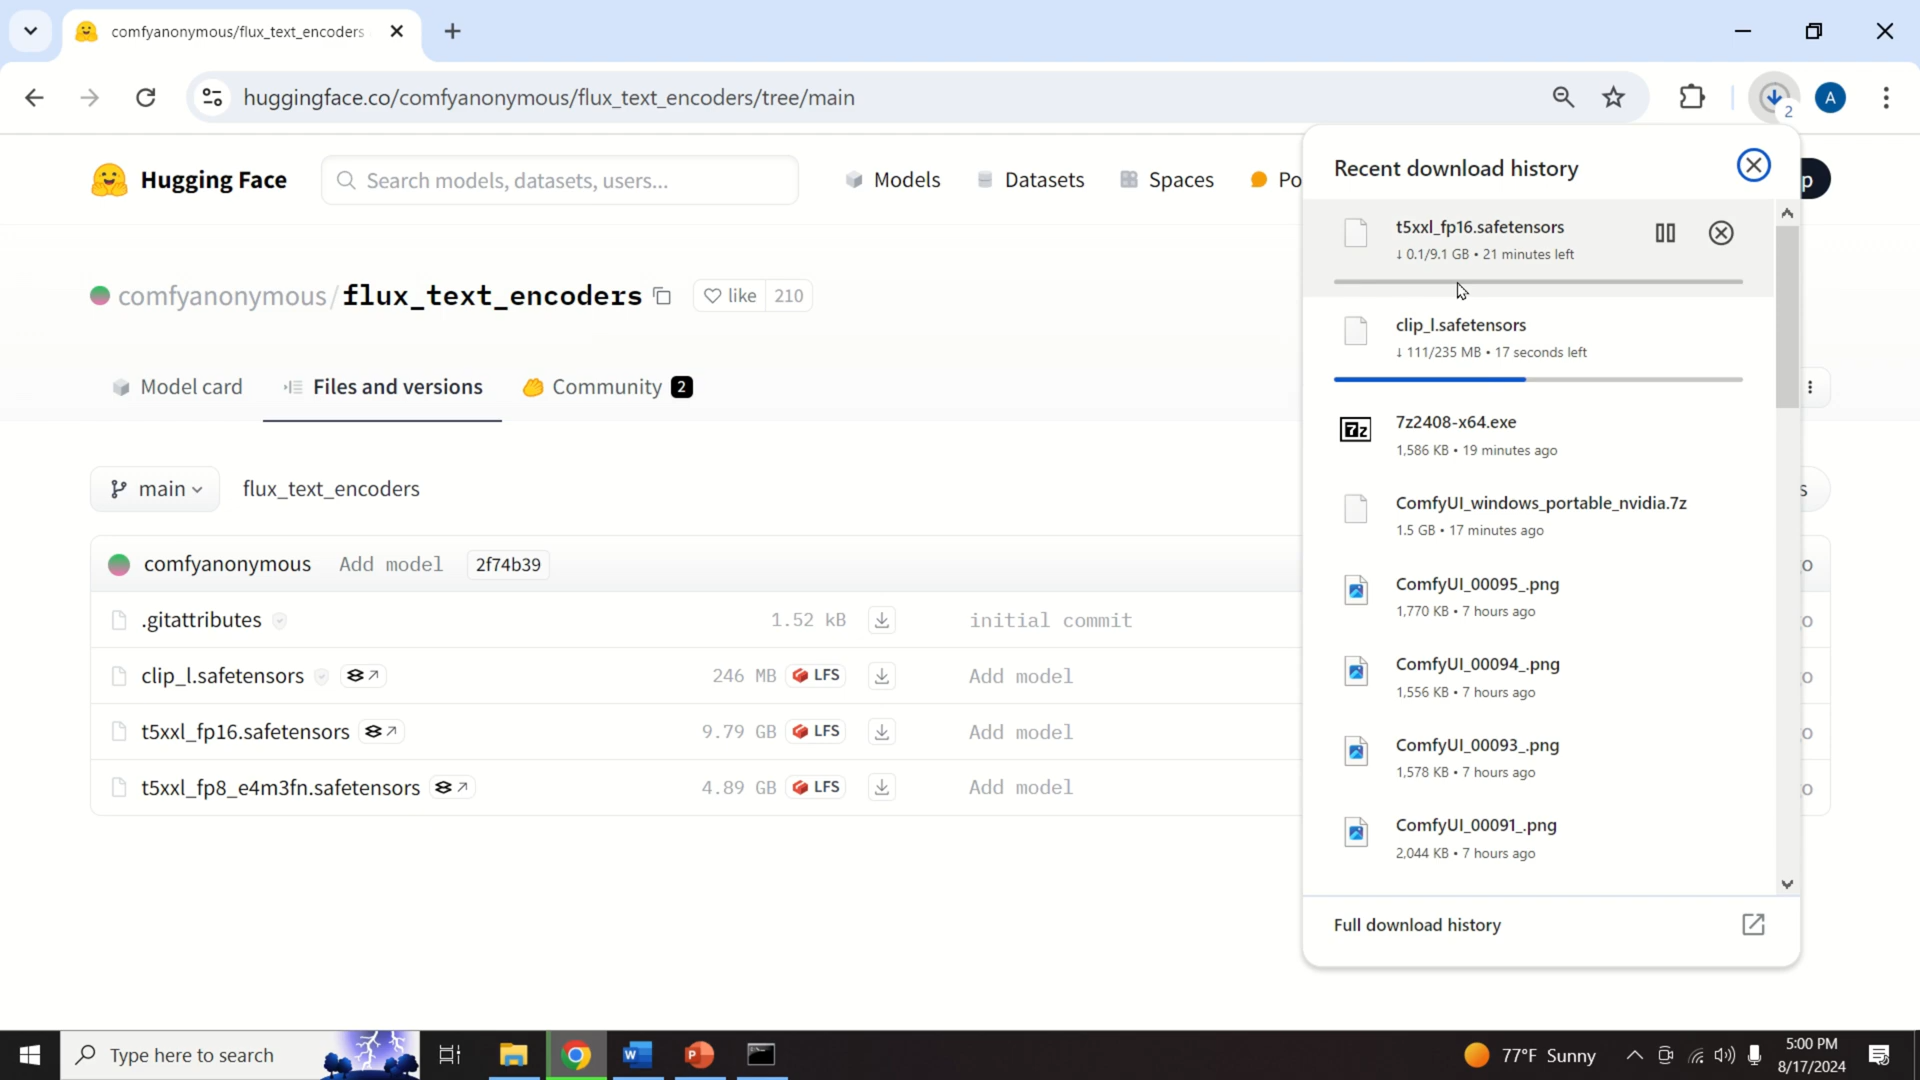 comfyanonymous/flux_text_encoders
huggingface.co/comfyanonymous/flux_text_encoders/tree/main
2
A
Hugging Face
Search models, datasets, users...
Models
Datasets
Spaces
Po
p
comfyanonymous/flux_text_encoders
like
210
Model card
Files and versions
Community 2
main
flux_text_encoders
s
comfyanonymous Add model 2f74b39
o
.gitattributes 1.52 kB initial commit
o
clip_l.safetensors 246 MB LFS Add model
o
t5xxl_fp16.safetensors 9.79 GB LFS Add model
o
t5xxl_fp8_e4m3fn.safetensors 4.89 GB LFS Add model
o
Recent download history
t5xxl_fp16.safetensors
↓ 0.1/9.1 GB • 21 minutes left
clip_l.safetensors
↓ 111/235 MB • 17 seconds left
7z
7z2408-x64.exe
1,586 KB • 19 minutes ago
ComfyUI_windows_portable_nvidia.7z
1.5 GB • 17 minutes ago
ComfyUI_00095_.png
1,770 KB • 7 hours ago
ComfyUI_00094_.png
1,556 KB • 7 hours ago
ComfyUI_00093_.png
1,578 KB • 7 hours ago
ComfyUI_00091_.png
2,044 KB • 7 hours ago
Full download history
Type here to search
W
P
77°F Sunny
5:00 PM
8/17/2024